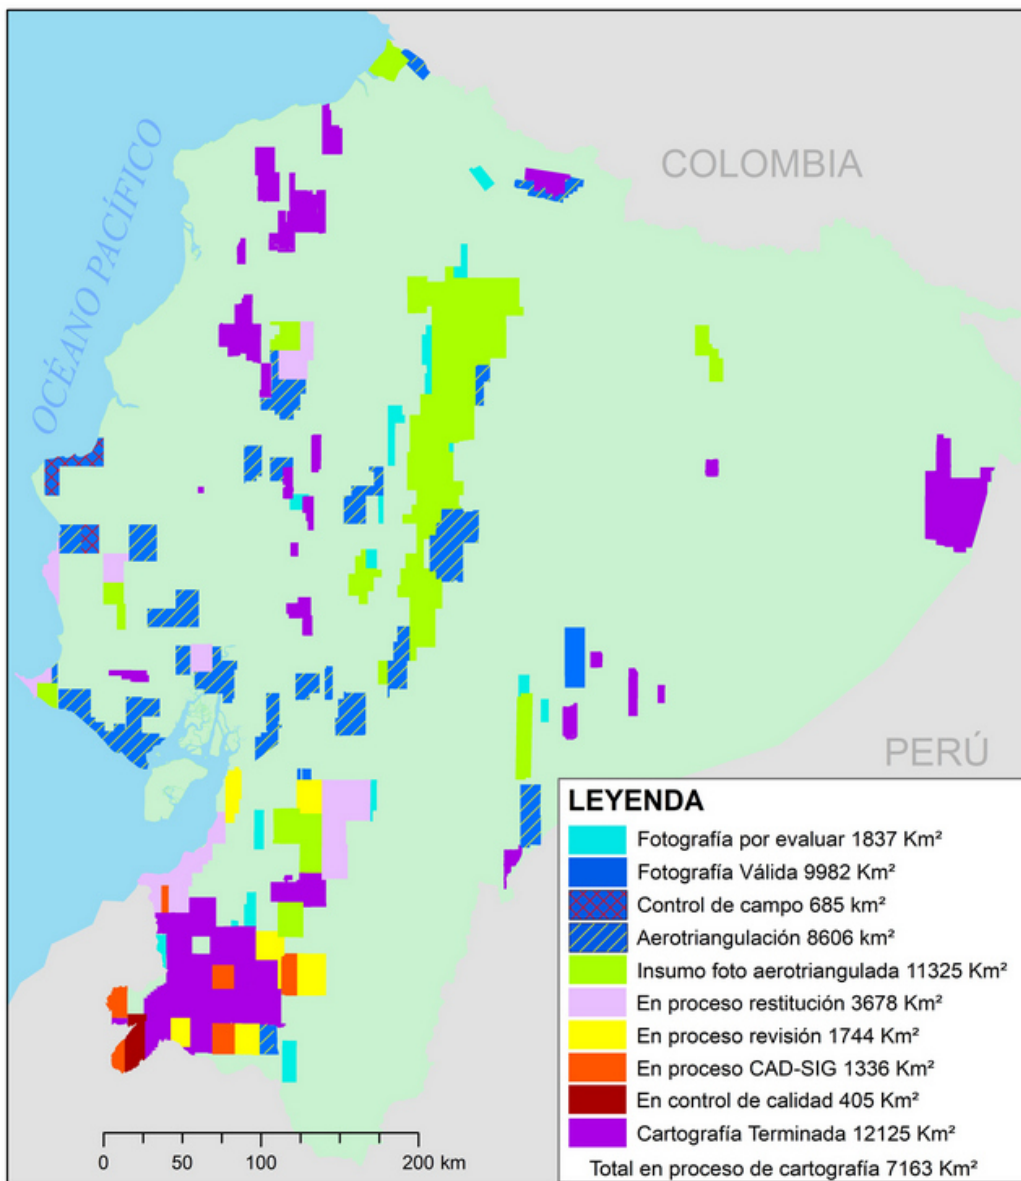 COLOMBIA
OCÉANO PACÍFICO
PERÚ
LEYENDA
Fotografía por evaluar 1837 Km²
Fotografía Válida 9982 Km²
Control de campo 685 km²
Aerotriangulación 8606 km²
Insumo foto aerotriangulada 11325 Km²
En proceso restitución 3678 Km²
En proceso revisión 1744 Km²
En proceso CAD-SIG 1336 Km²
En control de calidad 405 Km²
Cartografía Terminada 12125 Km²
Total en proceso de cartografía 7163 Km²
0 50 100 200 km